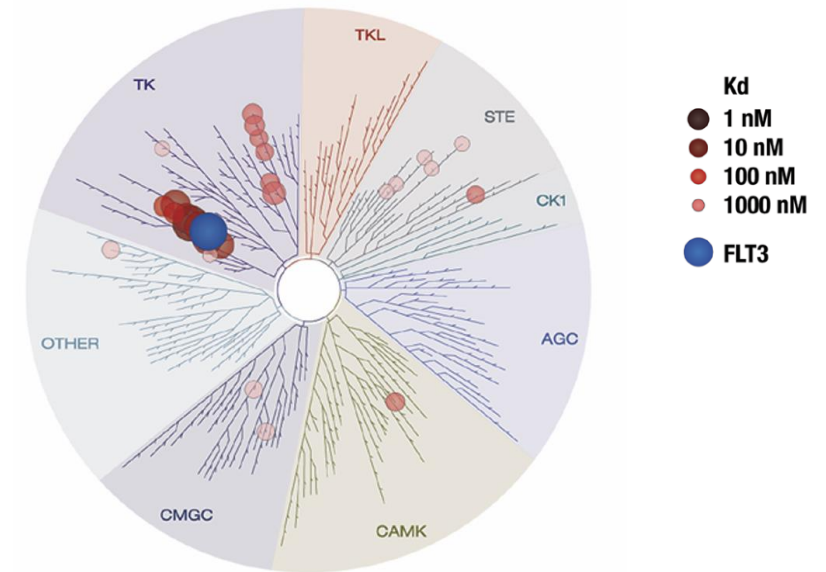 TK
TKL
STE
CK1
AGC
CAMK
CMGC
OTHER
Kd
1 nM
10 nM
100 nM
1000 nM
FLT3